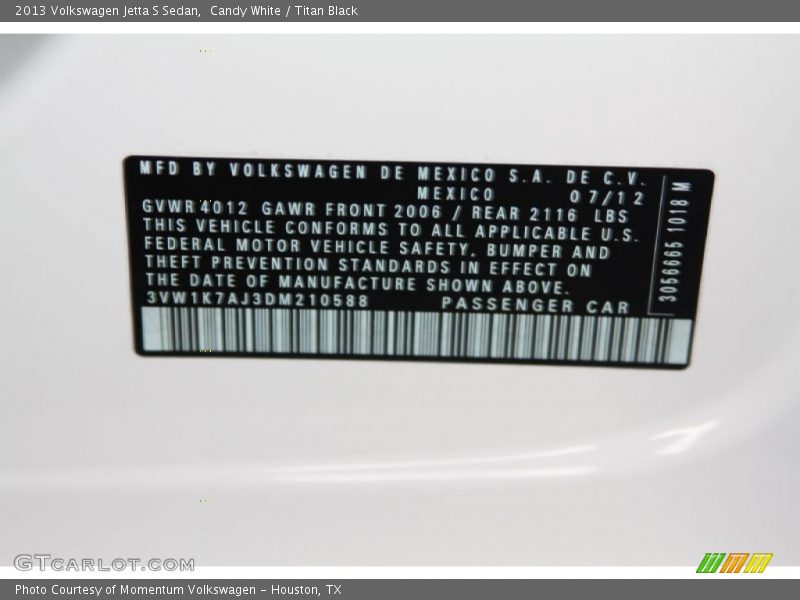 2013 Volkswagen Jetta S Sedan,  Candy White / Titan Black
MFD BY VOLKSWAGEN DE MEXICO S.A. DE C.V.
MEXICO 07/12
GVWR 4012 GAWR FRONT 2006 / REAR 2116 LBS
THIS VEHICLE CONFORMS TO ALL APPLICABLE U.S.
FEDERAL MOTOR VEHICLE SAFETY, BUMPER AND
THEFT PREVENTION STANDARDS IN EFFECT ON
THE DATE OF MANUFACTURE SHOWN ABOVE.
3VW1K7AJ3DM210588 PASSENGER CAR
3056665 1018 M
GTCARLOT.COM
Photo Courtesy of Momentum Volkswagen - Houston, TX